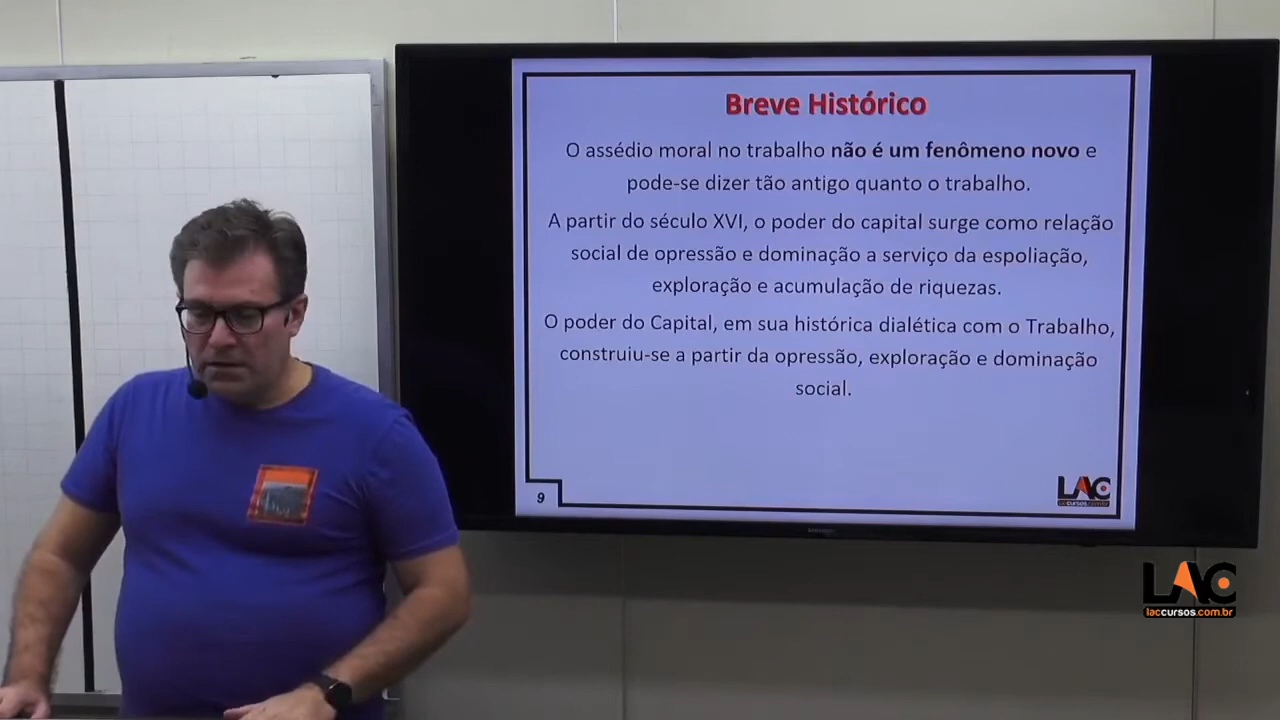 Breve Histórico
O assédio moral no trabalho não é um fenômeno novo e
pode-se dizer tão antigo quanto o trabalho.
A partir do século XVI, o poder do capital surge como relação
social de opressão e dominação a serviço da espoliação,
exploração e acumulação de riquezas.
O poder do Capital, em sua histórica dialética com o Trabalho,
construiu-se a partir da opressão, exploração e dominação
social.
9
LAC
laccursos.com.br
LAC
laccursos.com.br